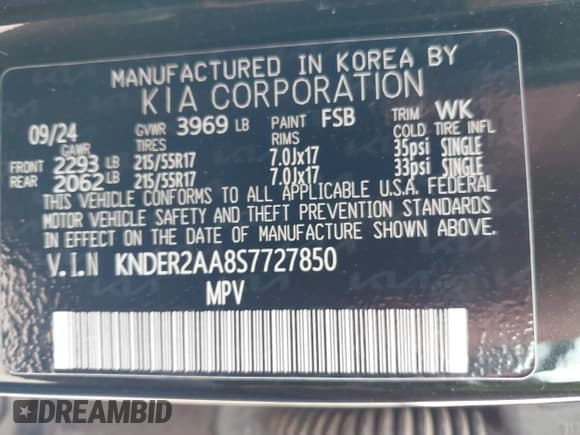 MANUFACTURED IN KOREA BY
KIA CORPORATION
09/24 GVWR 3969 LB PAINT FSB TRIM WK
GAWR TIRES RIMS COLD TIRE INFL
FRONT 2293 LB 215/55R17 7.0Jx17 35psi SINGLE
REAR 2062 LB 215/55R17 7.0Jx17 33psi SINGLE
THIS VEHICLE CONFORMS TO ALL APPLICABLE U.S.A. FEDERAL
MOTOR VEHICLE SAFETY AND THEFT PREVENTION STANDARDS
IN EFFECT ON THE DATE OF MANUFACTURE SHOWN ABOVE.
V.I.N KNDER2AA8S7727850
MPV
DREAMBID